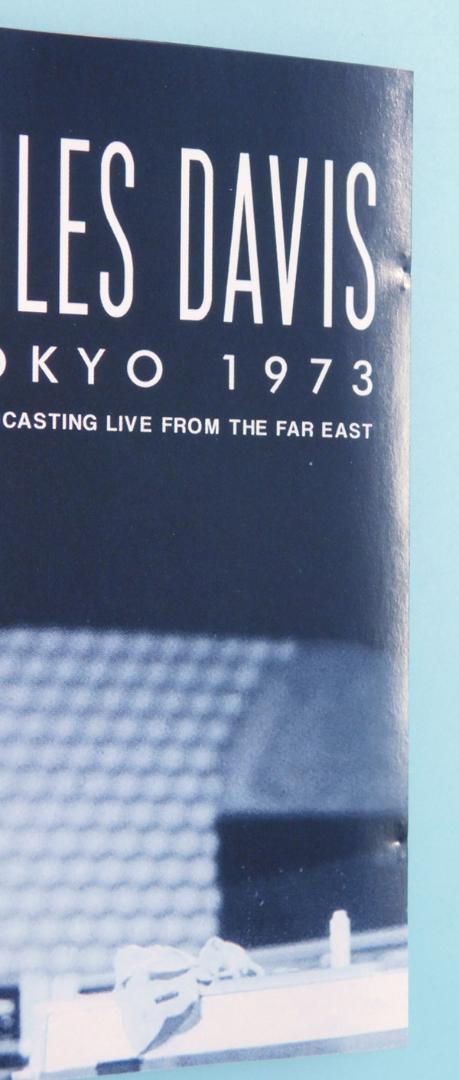 LES DAVIS
OKYO 1973
CASTING LIVE FROM THE FAR EAST